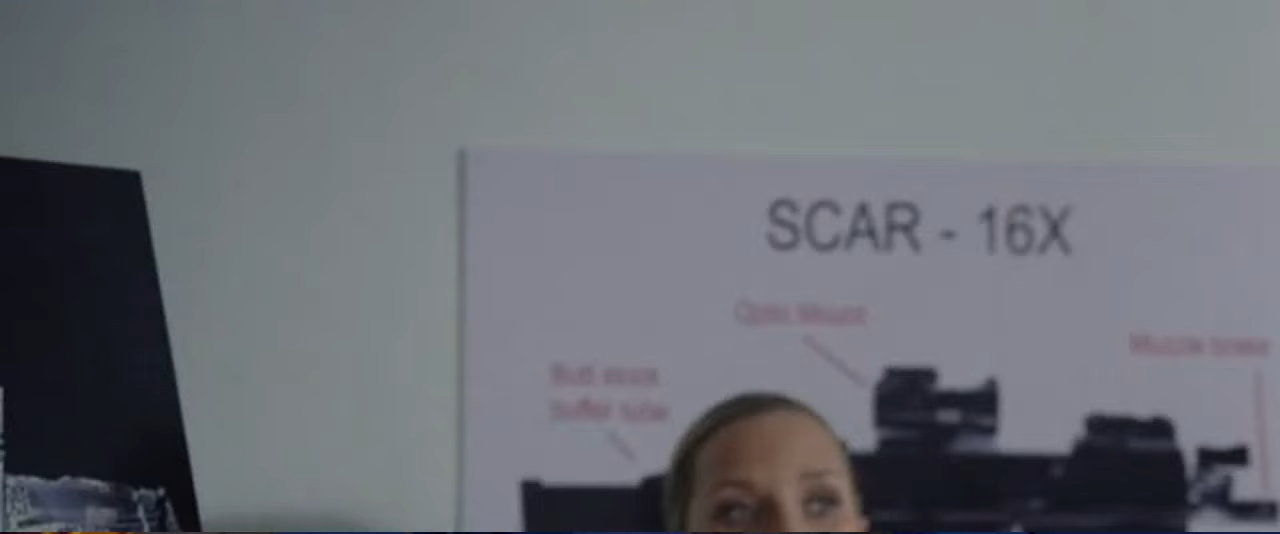 SCAR - 16X
Optic Mount
Muzzle brake
Butt stock
buffer tube